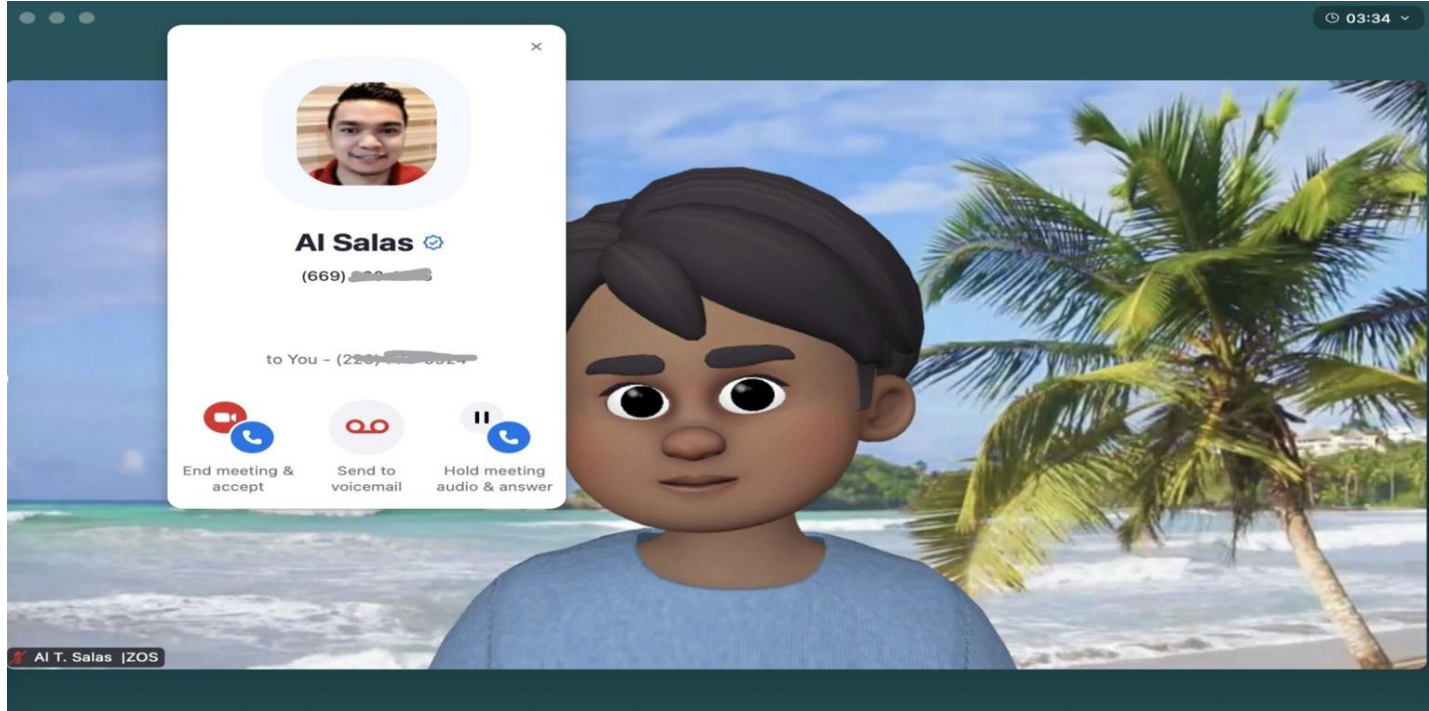 03:34
Al Salas
(669)
to You - (
End meeting &
accept
Send to
voicemail
Hold meeting
audio & answer
Al T. Salas |ZOS